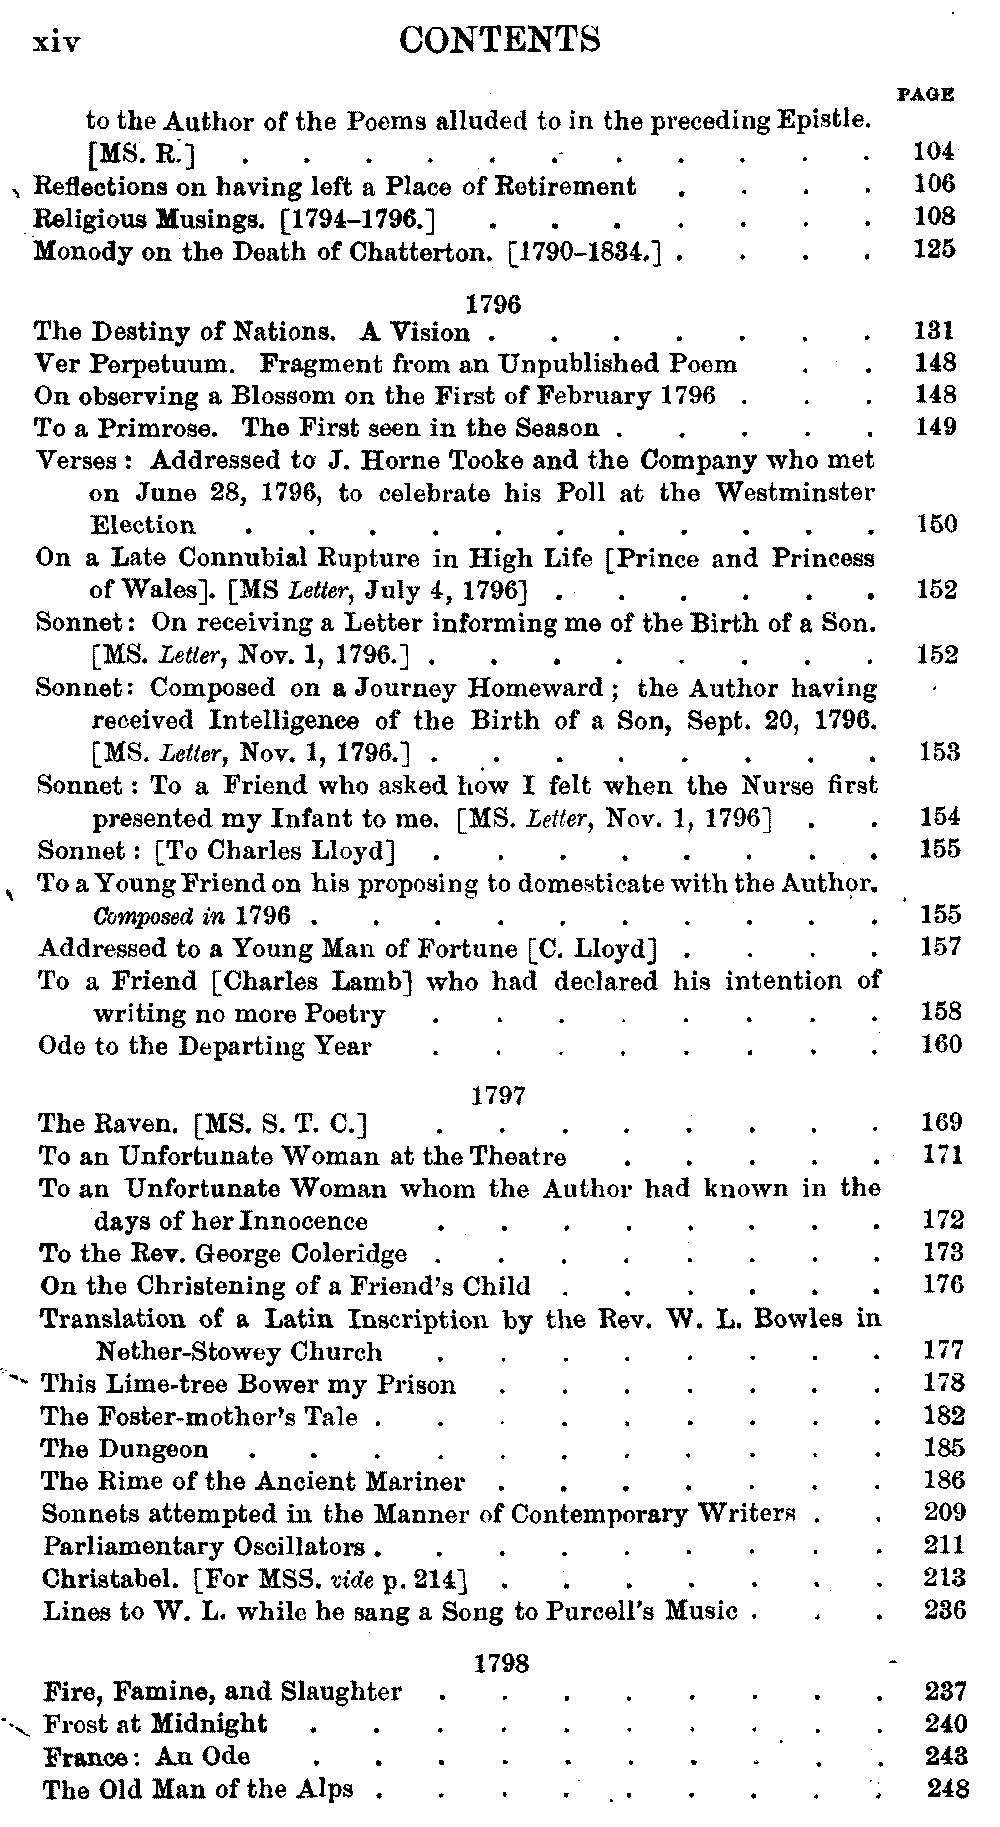 xiv CONTENTS
PAGE
to the Author of the Poems alluded to in the preceding Epistle.
[MS. R.] . . . . . . . . . . . 104
Reflections on having left a Place of Retirement . . . . 106
Religious Musings. [1794–1796.] . . . . . . . 108
Monody on the Death of Chatterton. [1790–1834.] . . . . 125
1796
The Destiny of Nations. A Vision . . . . . . . 131
Ver Perpetuum. Fragment from an Unpublished Poem . . 148
On observing a Blossom on the First of February 1796 . . . 148
To a Primrose. The First seen in the Season . . . . . 149
Verses : Addressed to J. Horne Tooke and the Company who met
on June 28, 1796, to celebrate his Poll at the Westminster
Election . . . . . . . . . . . 150
On a Late Connubial Rupture in High Life [Prince and Princess
of Wales]. [MS Letter, July 4, 1796] . . . . . . 152
Sonnet : On receiving a Letter informing me of the Birth of a Son.
[MS. Letter, Nov. 1, 1796.] . . . . . . . . 152
Sonnet : Composed on a Journey Homeward ; the Author having
received Intelligence of the Birth of a Son, Sept. 20, 1796.
[MS. Letter, Nov. 1, 1796.] . . . . . . . . 153
Sonnet : To a Friend who asked how I felt when the Nurse first
presented my Infant to me. [MS. Letter, Nov. 1, 1796] . . 154
Sonnet : [To Charles Lloyd] . . . . . . . . 155
To a Young Friend on his proposing to domesticate with the Author.
Composed in 1796 . . . . . . . . . . 155
Addressed to a Young Man of Fortune [C. Lloyd] . . . . 157
To a Friend [Charles Lamb] who had declared his intention of
writing no more Poetry . . . . . . . . 158
Ode to the Departing Year . . . . . . . . 160
1797
The Raven. [MS. S. T. C.] . . . . . . . . 169
To an Unfortunate Woman at the Theatre . . . . . 171
To an Unfortunate Woman whom the Author had known in the
days of her Innocence . . . . . . . . 172
To the Rev. George Coleridge . . . . . . . . 173
On the Christening of a Friend's Child . . . . . . 176
Translation of a Latin Inscription by the Rev. W. L. Bowles in
Nether-Stowey Church . . . . . . . . 177
This Lime-tree Bower my Prison . . . . . . . 178
The Foster-mother's Tale . . . . . . . . . 182
The Dungeon . . . . . . . . . . . 185
The Rime of the Ancient Mariner . . . . . . . 186
Sonnets attempted in the Manner of Contemporary Writers . . 209
Parliamentary Oscillators . . . . . . . . . 211
Christabel. [For MSS. vide p. 214] . . . . . . . 213
Lines to W. L. while he sang a Song to Purcell's Music . . . 236
1798
Fire, Famine, and Slaughter . . . . . . . . 237
Frost at Midnight . . . . . . . . . . 240
France : An Ode . . . . . . . . . . 243
The Old Man of the Alps . . . . . . . . . 248